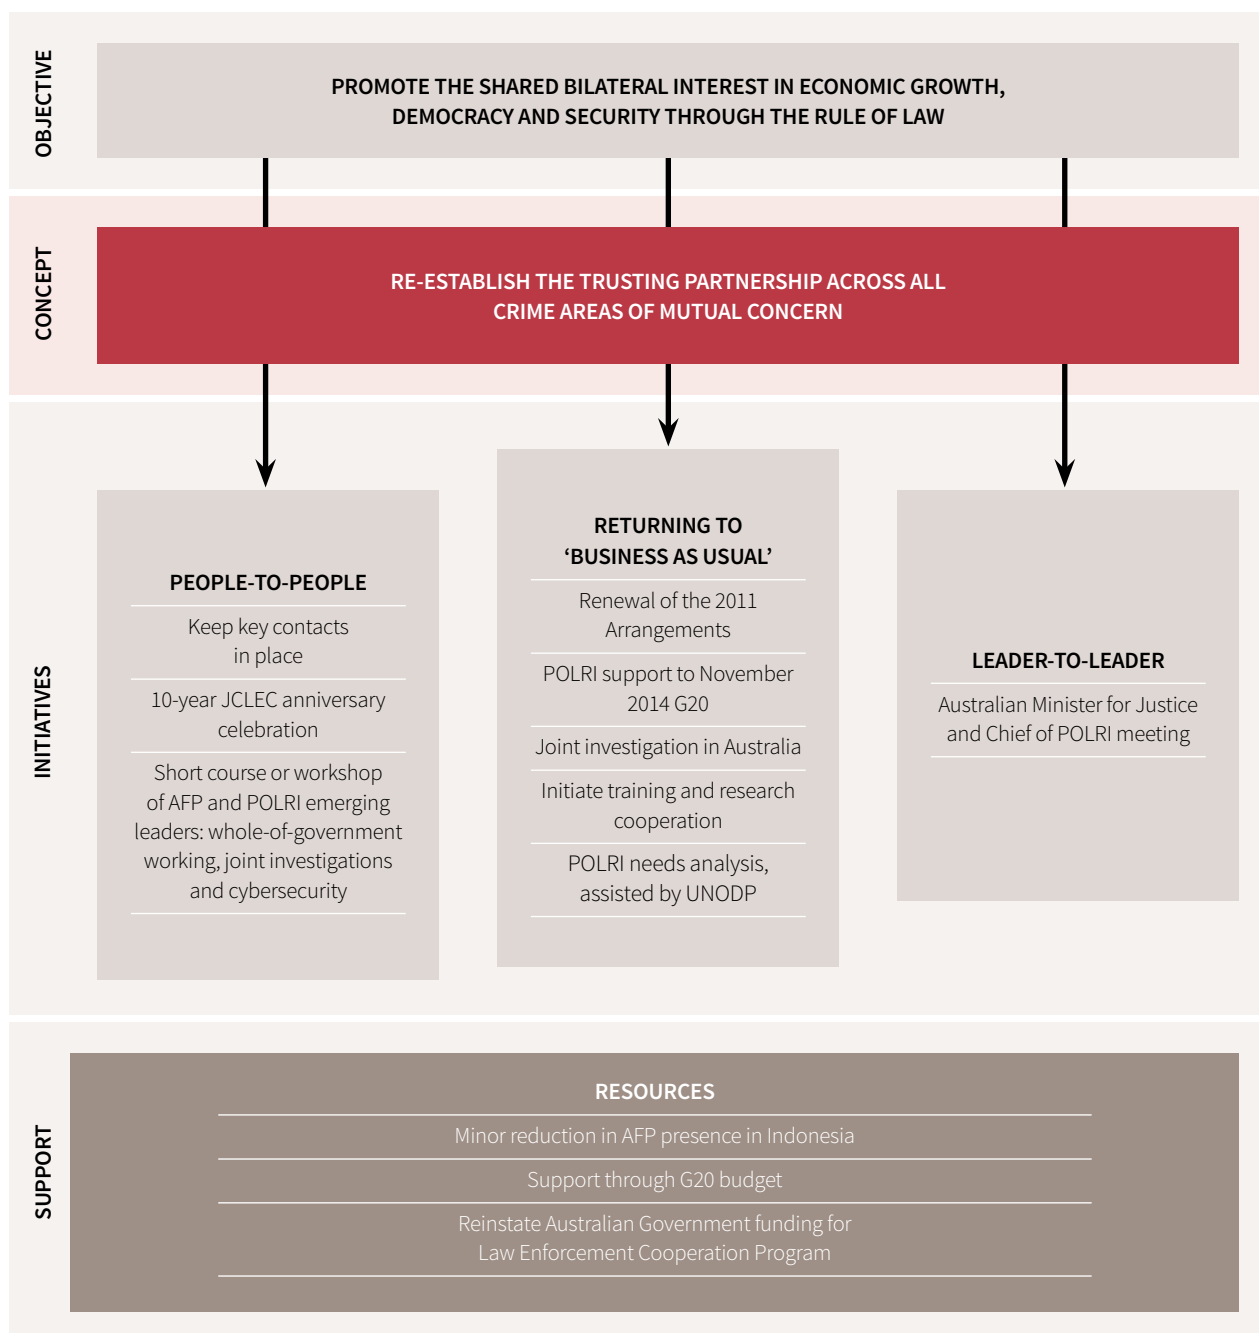 OBJECTIVE
PROMOTE THE SHARED BILATERAL INTEREST IN ECONOMIC GROWTH,
DEMOCRACY AND SECURITY THROUGH THE RULE OF LAW
CONCEPT
RE-ESTABLISH THE TRUSTING PARTNERSHIP ACROSS ALL
CRIME AREAS OF MUTUAL CONCERN
INITIATIVES
PEOPLE-TO-PEOPLE
Keep key contacts
in place
10-year JCLEC anniversary
celebration
Short course or workshop
of AFP and POLRI emerging
leaders: whole-of-government
working, joint investigations
and cybersecurity
RETURNING TO
‘BUSINESS AS USUAL’
Renewal of the 2011
Arrangements
POLRI support to November
2014 G20
Joint investigation in Australia
Initiate training and research
cooperation
POLRI needs analysis,
assisted by UNODP
LEADER-TO-LEADER
Australian Minister for Justice
and Chief of POLRI meeting
SUPPORT
RESOURCES
Minor reduction in AFP presence in Indonesia
Support through G20 budget
Reinstate Australian Government funding for
Law Enforcement Cooperation Program